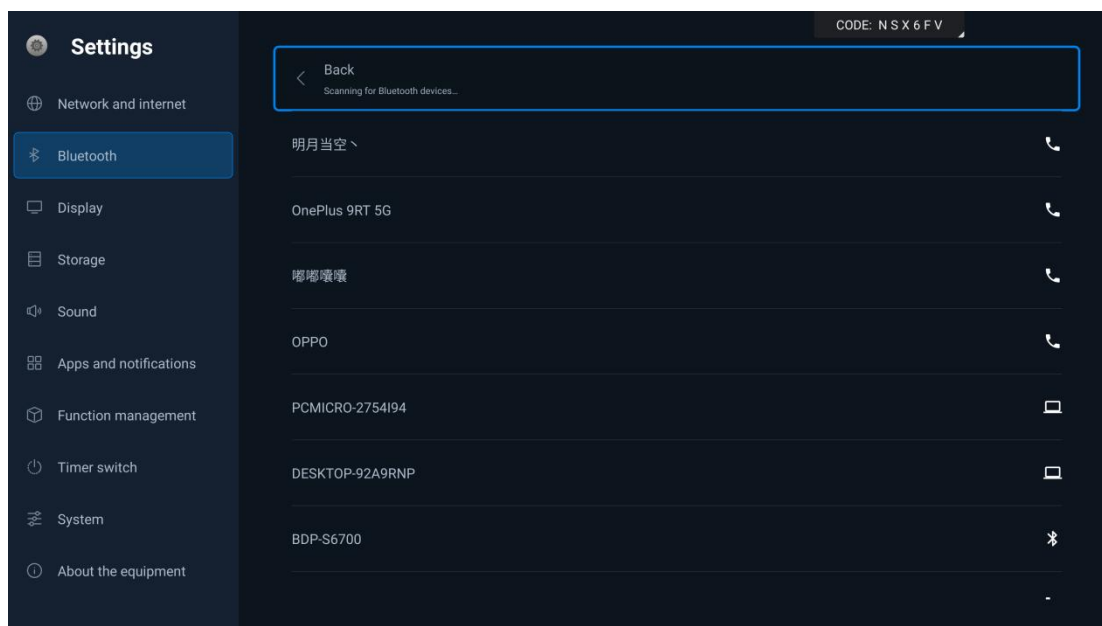 CODE: N S X 6 F V
Settings
Network and internet
Bluetooth
Display
Storage
Sound
Apps and notifications
Function management
Timer switch
System
About the equipment
Back
Scanning for Bluetooth devices...
明月当空丶
OnePlus 9RT 5G
嘟嘟囔囔
OPPO
PCMICRO-2754I94
DESKTOP-92A9RNP
BDP-S6700